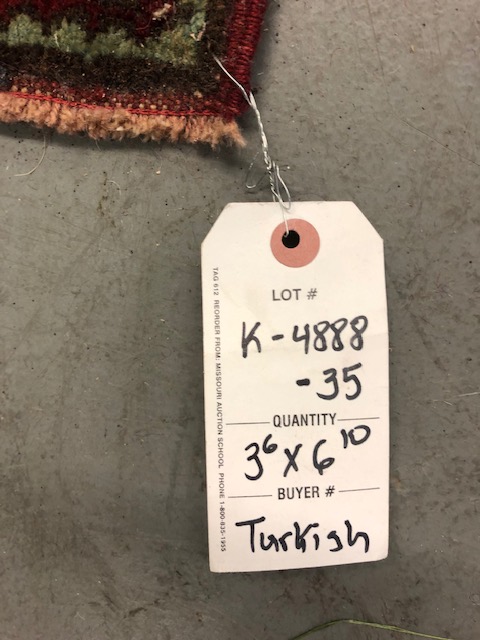 LOT #
K-4888
-35
QUANTITY
3⁶ X 6¹⁰
BUYER #
Turkish
TAG 612 REORDER FROM: MISSOURI AUCTION SCHOOL PHONE 1-800-835-1955